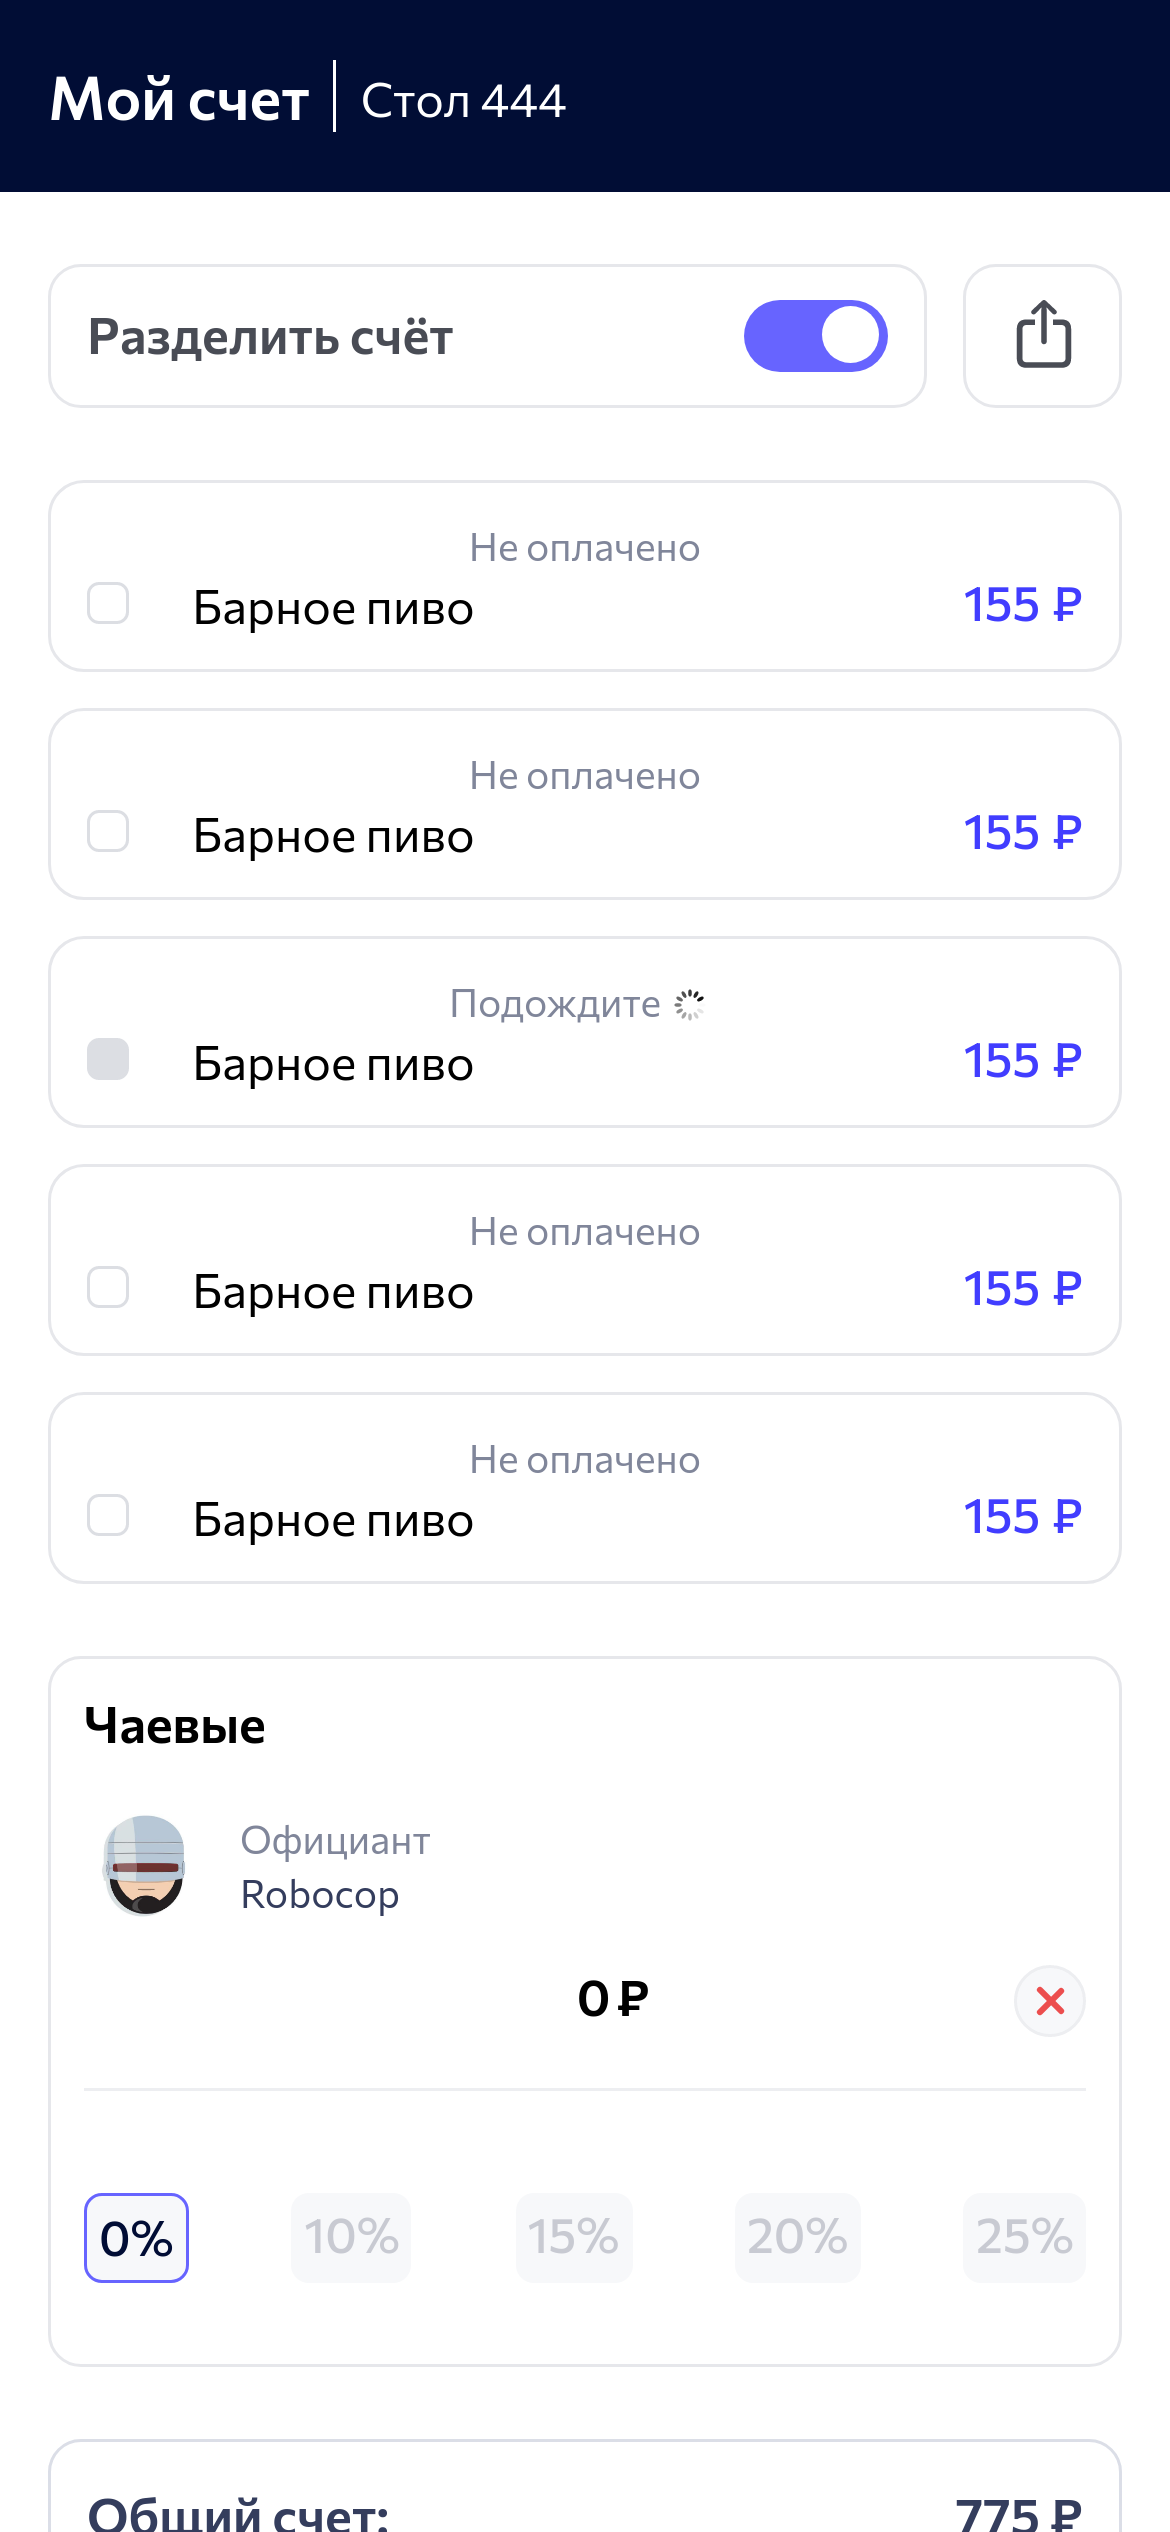 Мой счет | Стол 444
Разделить счёт
Не оплачено
Барное пиво 155 ₽
Не оплачено
Барное пиво 155 ₽
Подождите
Барное пиво 155 ₽
Не оплачено
Барное пиво 155 ₽
Не оплачено
Барное пиво 155 ₽
Чаевые
Официант
Robocop
0 ₽
0% 10% 15% 20% 25%
Общий счет: 775 ₽